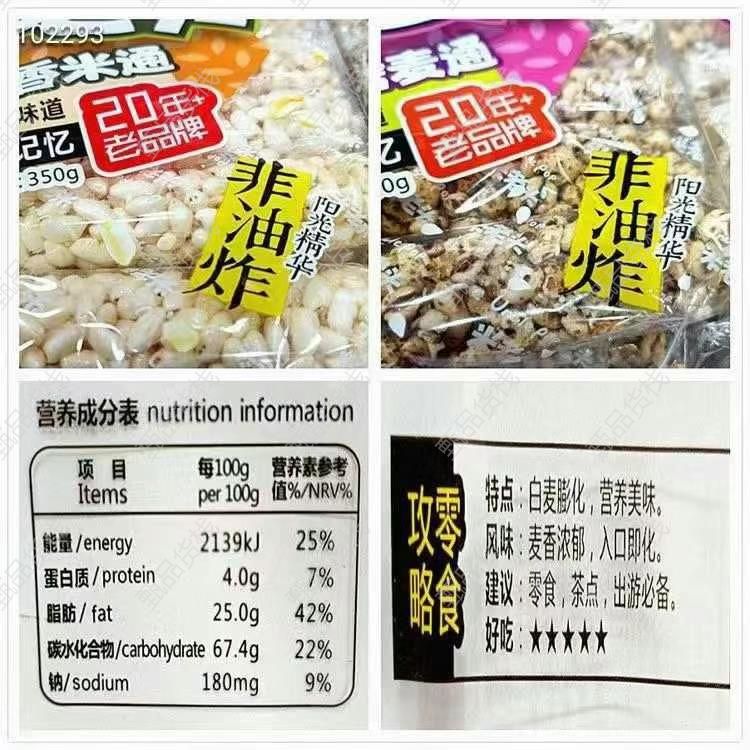 102293
香米通
味道
记忆
: 350g
20年+
老品牌
非油炸
阳光精华
麦通
忆
0g
20年+
老品牌
非油炸
阳光精华
营养成分表 nutrition information
项 目 每100g 营养素参考
Items per 100g 值%/NRV%
能量/energy 2139kJ 25%
蛋白质/protein 4.0g 7%
脂肪/fat 25.0g 42%
碳水化合物/carbohydrate 67.4g 22%
钠/sodium 180mg 9%
零食
攻略
特点:白麦膨化,营养美味。
风味:麦香浓郁,入口即化。
建议:零食,茶点,出游必备。
好吃:★★★★★